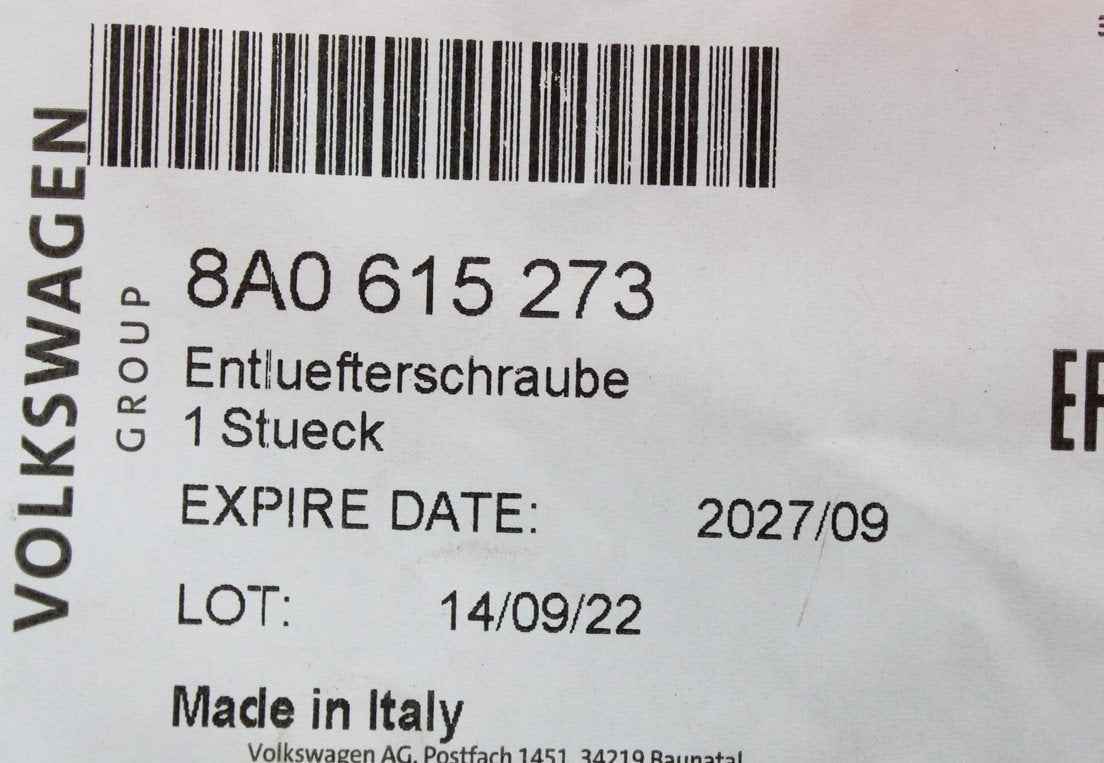 VOLKSWAGEN
GROUP
8A0 615 273
Entluefterschraube
1 Stueck
EXPIRE DATE: 2027/09
LOT: 14/09/22
Made in Italy
Volkswagen AG, Postfach 1451, 34219 Baunatal